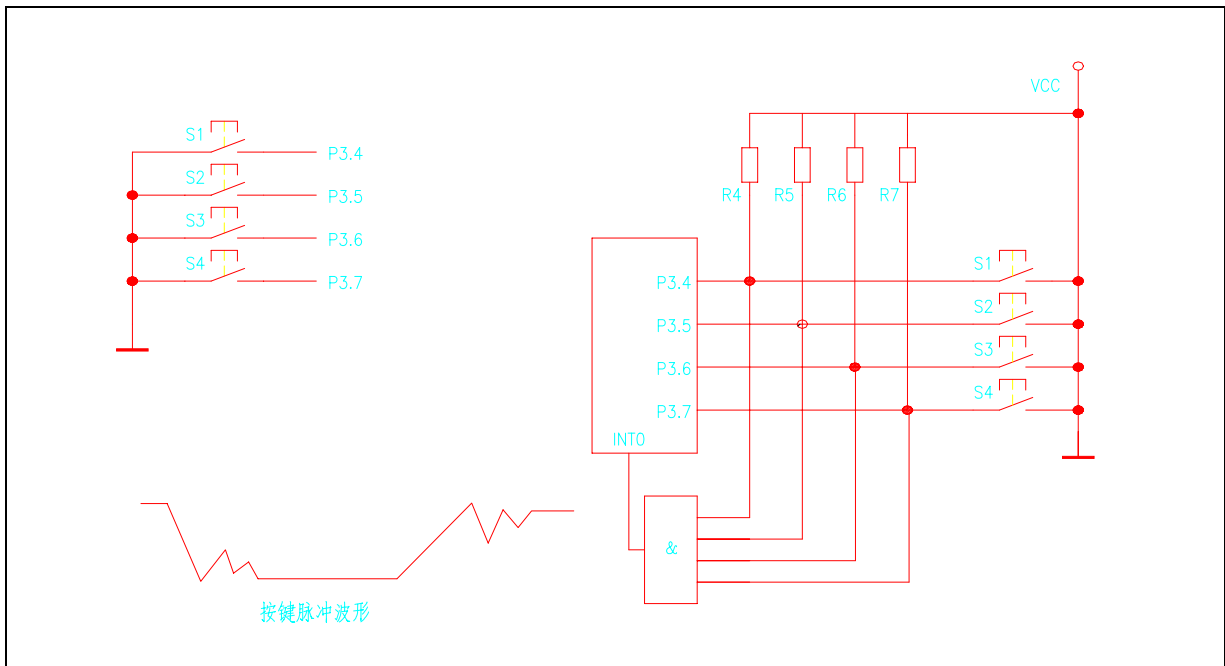 S1
P3.4
S2
P3.5
S3
P3.6
S4
P3.7
按键脉冲波形
VCC
R4
R5
R6
R7
P3.4
S1
P3.5
S2
P3.6
S3
P3.7
S4
INT0
&